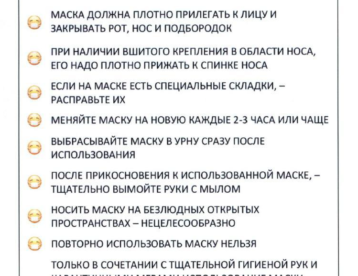 МАСКА ДОЛЖНА ПЛОТНО ПРИЛЕГАТЬ К ЛИЦУ И
ЗАКРЫВАТЬ РОТ, НОС И ПОДБОРОДОК
ПРИ НАЛИЧИИ ВШИТОГО КРЕПЛЕНИЯ В ОБЛАСТИ НОСА,
ЕГО НАДО ПЛОТНО ПРИЖАТЬ К СПИНКЕ НОСА
ЕСЛИ НА МАСКЕ ЕСТЬ СПЕЦИАЛЬНЫЕ СКЛАДКИ, –
РАСПРАВЬТЕ ИХ
МЕНЯЙТЕ МАСКУ НА НОВУЮ КАЖДЫЕ 2-3 ЧАСА ИЛИ ЧАЩЕ
ВЫБРАСЫВАЙТЕ МАСКУ В УРНУ СРАЗУ ПОСЛЕ
ИСПОЛЬЗОВАНИЯ
ПОСЛЕ ПРИКОСНОВЕНИЯ К ИСПОЛЬЗОВАННОЙ МАСКЕ, –
ТЩАТЕЛЬНО ВЫМОЙТЕ РУКИ С МЫЛОМ
НОСИТЬ МАСКУ НА БЕЗЛЮДНЫХ ОТКРЫТЫХ
ПРОСТРАНСТВАХ – НЕЦЕЛЕСООБРАЗНО
ПОВТОРНО ИСПОЛЬЗОВАТЬ МАСКУ НЕЛЬЗЯ
ТОЛЬКО В СОЧЕТАНИИ С ТЩАТЕЛЬНОЙ ГИГИЕНОЙ РУК И